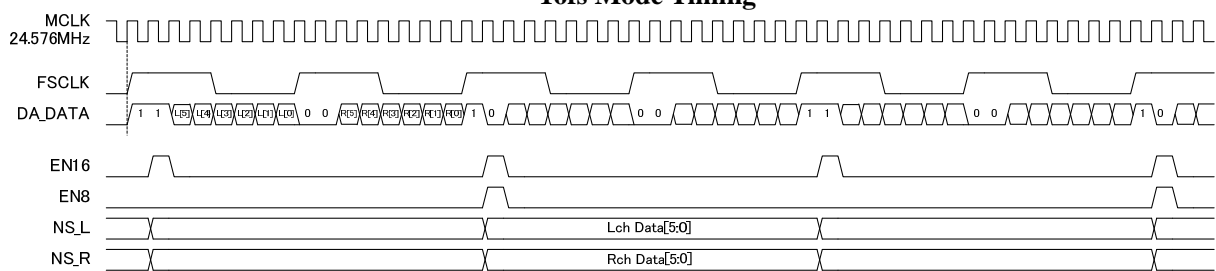 16fs Mode Timing
MCLK
24.576MHz
FSCLK
DA_DATA 1 1 L[5] L[4] L[3] L[2] L[1] L[0] 0 0 R[5] R[4] R[3] R[2] R[1] R[0] 1 0 0 0 1 1 0 0 1 0
EN16
EN8
NS_L Lch Data[5:0]
NS_R Rch Data[5:0]